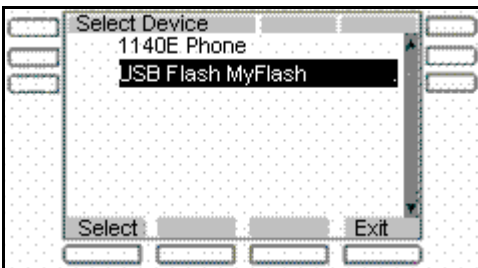 Select Device
1140E Phone
USB Flash MyFlash
Select Exit